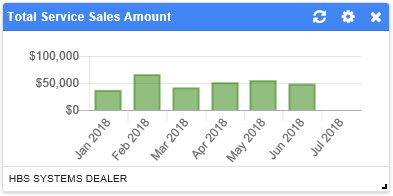 Total Service Sales Amount
$100,000
$50,000
$0
Jan 2018
Feb 2018
Mar 2018
Apr 2018
May 2018
Jun 2018
Jul 2018
HBS SYSTEMS DEALER